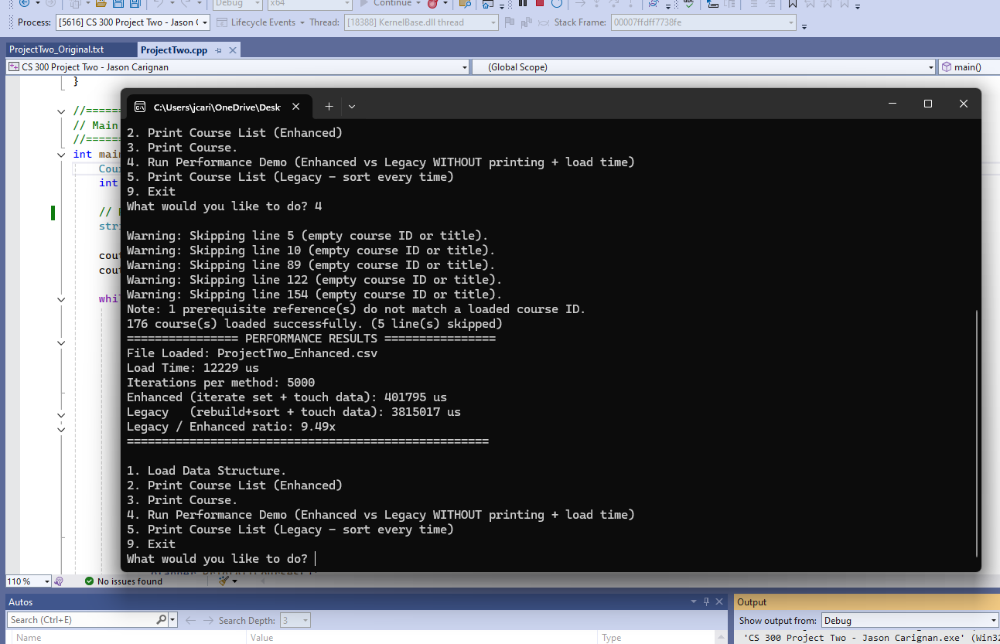 Debug x64 Continue
Process: [5616] CS 300 Project Two - Jason ( Lifecycle Events Thread: [18388] KernelBase.dll thread Stack Frame: 00007ffdff7738fe
ProjectTwo_Original.txt ProjectTwo.cpp
CS 300 Project Two - Jason Carignan (Global Scope) main()
}
//=====
// Main
//=====
int mai
Cou
int
//
stri
cout
cout
whil
C:\Users\jcari\OneDrive\Desk
2. Print Course List (Enhanced)
3. Print Course.
4. Run Performance Demo (Enhanced vs Legacy WITHOUT printing + load time)
5. Print Course List (Legacy - sort every time)
9. Exit
What would you like to do? 4
Warning: Skipping line 5 (empty course ID or title).
Warning: Skipping line 10 (empty course ID or title).
Warning: Skipping line 89 (empty course ID or title).
Warning: Skipping line 122 (empty course ID or title).
Warning: Skipping line 154 (empty course ID or title).
Note: 1 prerequisite reference(s) do not match a loaded course ID.
176 course(s) loaded successfully. (5 line(s) skipped)
================ PERFORMANCE RESULTS ================
File Loaded: ProjectTwo_Enhanced.csv
Load Time: 12229 us
Iterations per method: 5000
Enhanced (iterate set + touch data): 401795 us
Legacy   (rebuild+sort + touch data): 3815017 us
Legacy / Enhanced ratio: 9.49x
====================================================
1. Load Data Structure.
2. Print Course List (Enhanced)
3. Print Course.
4. Run Performance Demo (Enhanced vs Legacy WITHOUT printing + load time)
5. Print Course List (Legacy - sort every time)
9. Exit
What would you like to do?
110 % No issues found
Autos
Search (Ctrl+E) Search Depth: 3
Name Value Type
Output
Show output from: Debug
'CS 300 Project Two - Jason Carignan.exe' (Win32